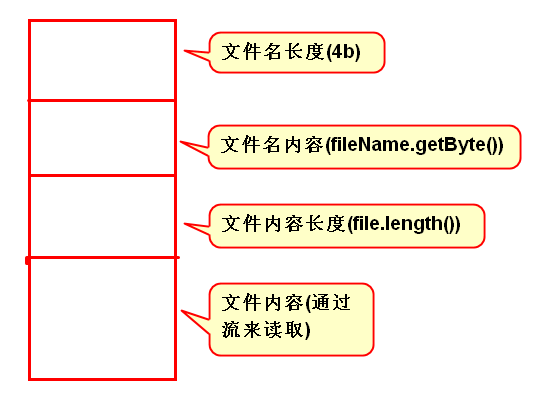 文件名长度(4b)
文件名内容(fileName.getByte())
文件内容长度(file.length())
文件内容(通过
流来读取)